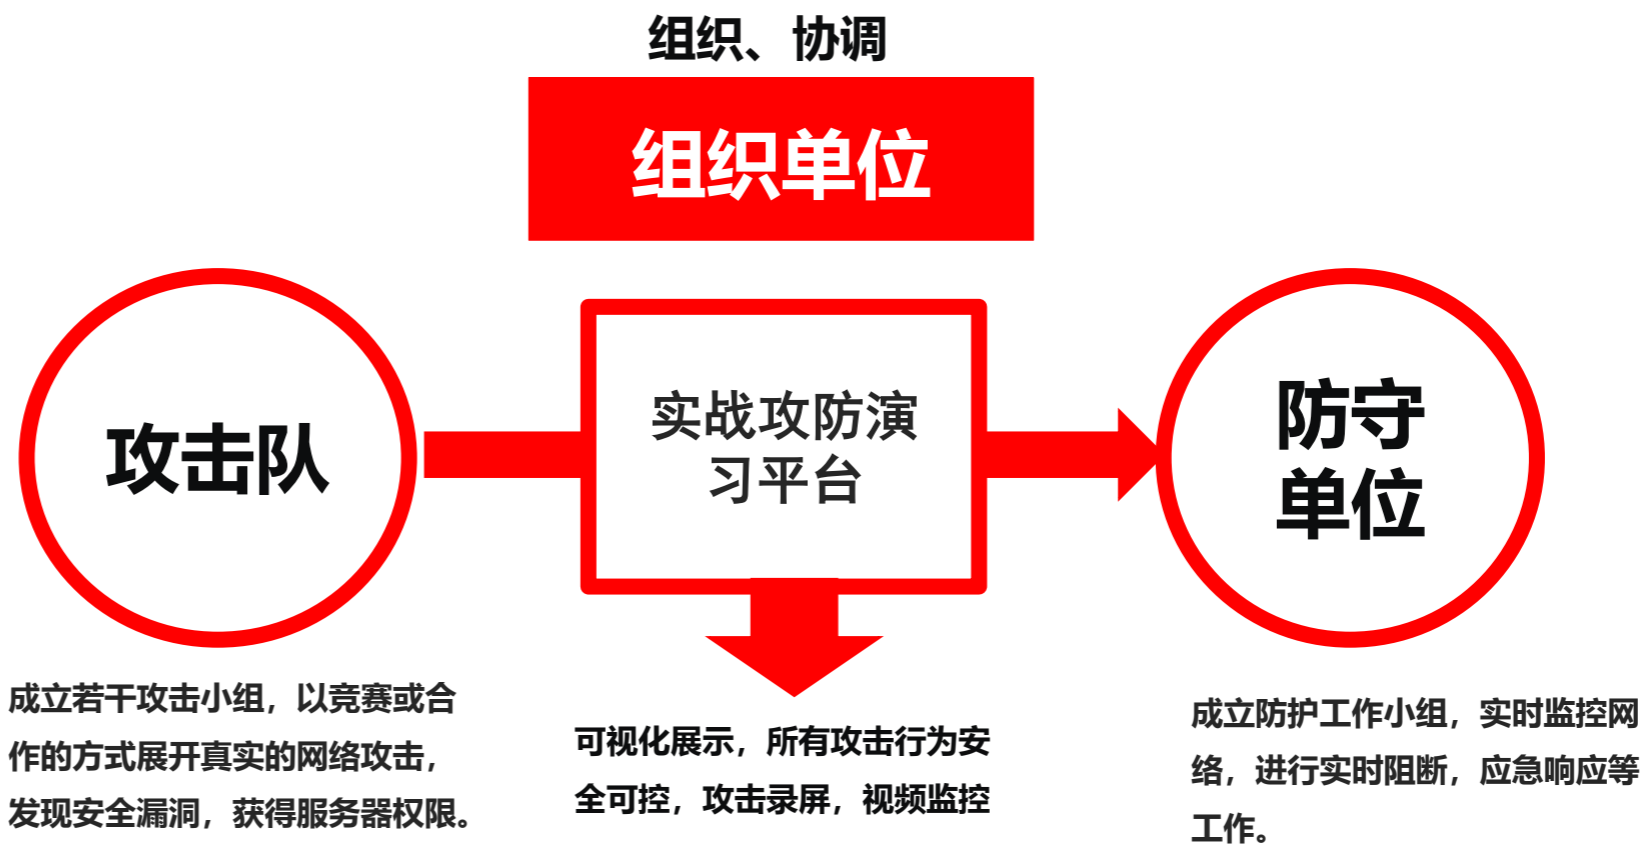 组织、协调
组织单位
攻击队
实战攻防演
习平台
防守
单位
成立若干攻击小组，以竞赛或合
作的方式展开真实的网络攻击，
发现安全漏洞，获得服务器权限。
可视化展示，所有攻击行为安
全可控，攻击录屏，视频监控
成立防护工作小组，实时监控网
络，进行实时阻断，应急响应等
工作。